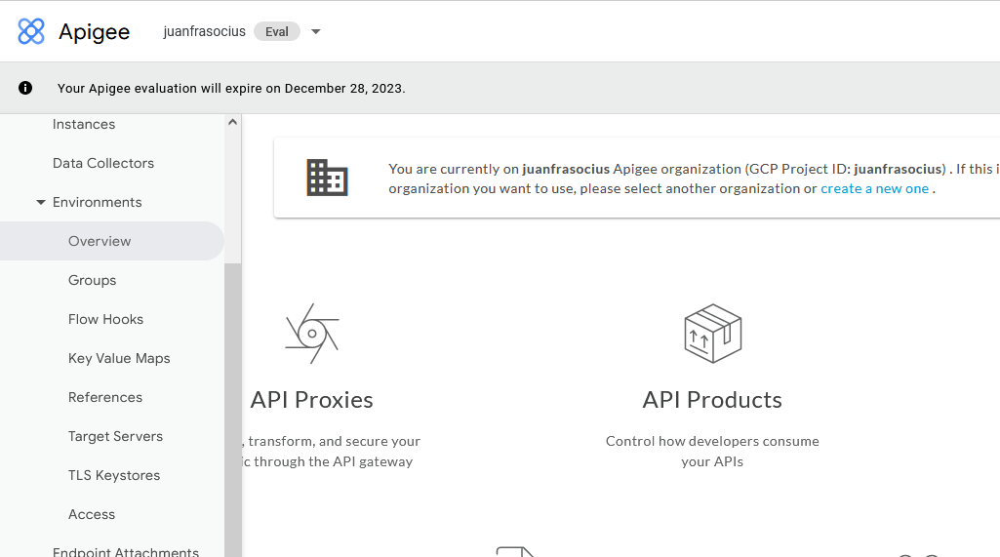 Apigee
juanfrasocius Eval
Your Apigee evaluation will expire on December 28, 2023.
Instances
Data Collectors
Environments
Overview
Groups
Flow Hooks
Key Value Maps
References
Target Servers
TLS Keystores
Access
Endpoint Attachments
You are currently on juanfrasocius Apigee organization (GCP Project ID: juanfrasocius) . If this i
organization you want to use, please select another organization or create a new one .
API Proxies
, transform, and secure your
ic through the API gateway
API Products
Control how developers consume
your APIs